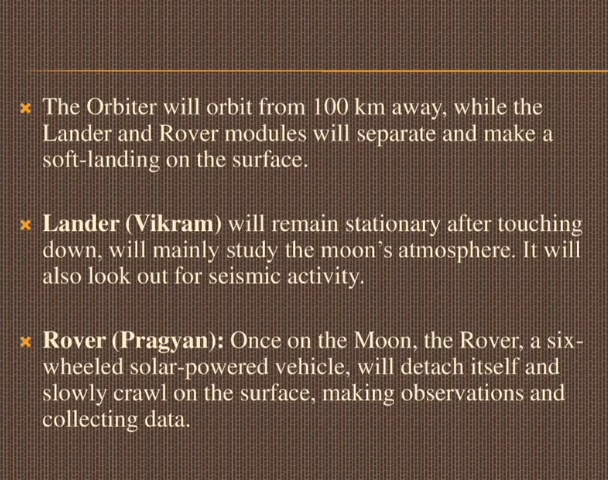 The Orbiter will orbit from 100 km away, while the
Lander and Rover modules will separate and make a
soft-landing on the surface.
Lander (Vikram) will remain stationary after touching
down, will mainly study the moon's atmosphere. It will
also look out for seismic activity.
Rover (Pragyan): Once on the Moon, the Rover, a six-
wheeled solar-powered vehicle, will detach itself and
slowly crawl on the surface, making observations and
collecting data.